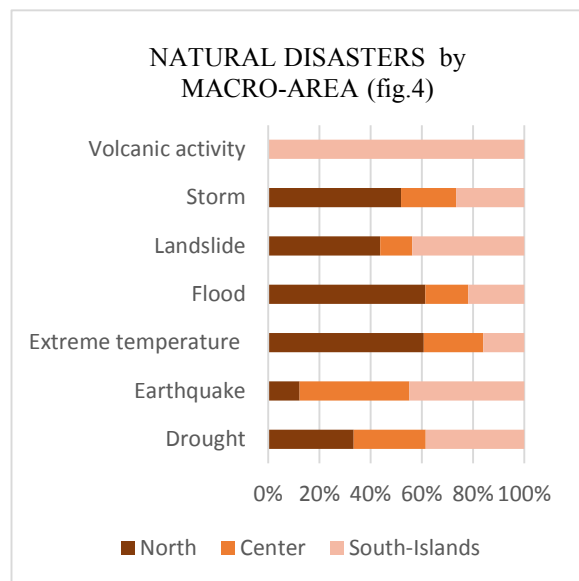 NATURAL DISASTERS by
MACRO-AREA (fig.4)
Volcanic activity
Storm
Landslide
Flood
Extreme temperature
Earthquake
Drought
0% 20% 40% 60% 80% 100%
North Center South-Islands